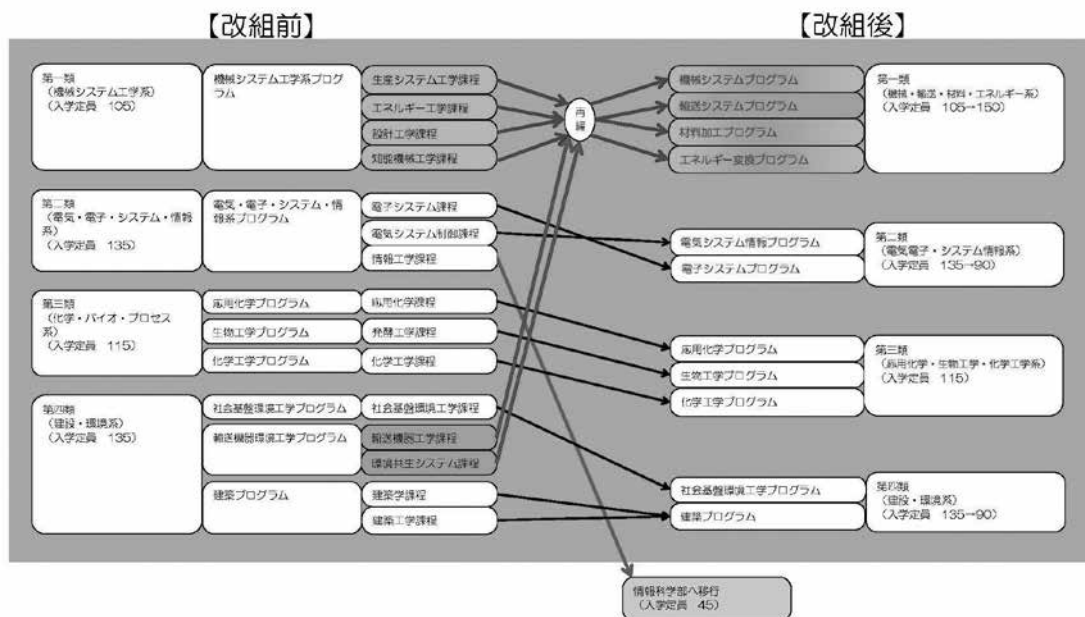 【改組前】
【改組後】
第一類
（機械システム工学系）
（入学定員　105）
機械システム工学系プログ
ラム
生産システム工学課程
エネルギー工学課程
設計工学課程
知能機械工学課程
再
編
機械システムプログラム
輸送システムプログラム
材料加工プログラム
エネルギー変換プログラム
第一類
（機械・輸送・材料・エネルギー系）
（入学定員　105→150）
第二類
（電気・電子・システム・情報
系）
（入学定員　135）
電気・電子・システム・情
報系プログラム
電子システム課程
電気システム制御課程
情報工学課程
電気システム情報プログラム
電子システムプログラム
第二類
（電気電子・システム情報系）
（入学定員　135→90）
第三類
（化学・バイオ・プロセス
系）
（入学定員　115）
応用化学プログラム
生物工学プログラム
化学工学プログラム
応用化学課程
発酵工学課程
化学工学課程
応用化学プログラム
生物工学プログラム
化学工学プログラム
第三類
（応用化学・生物工学・化学工学系）
（入学定員　115）
第四類
（建設・環境系）
（入学定員　135）
社会基盤環境工学プログラム
輸送機器環境工学プログラム
建築プログラム
社会基盤環境工学課程
輸送機器工学課程
環境共生システム課程
建築学課程
建築工学課程
社会基盤環境工学プログラム
建築プログラム
第四類
（建設・環境系）
（入学定員　135→90）
情報科学部へ移行
（入学定員　45）